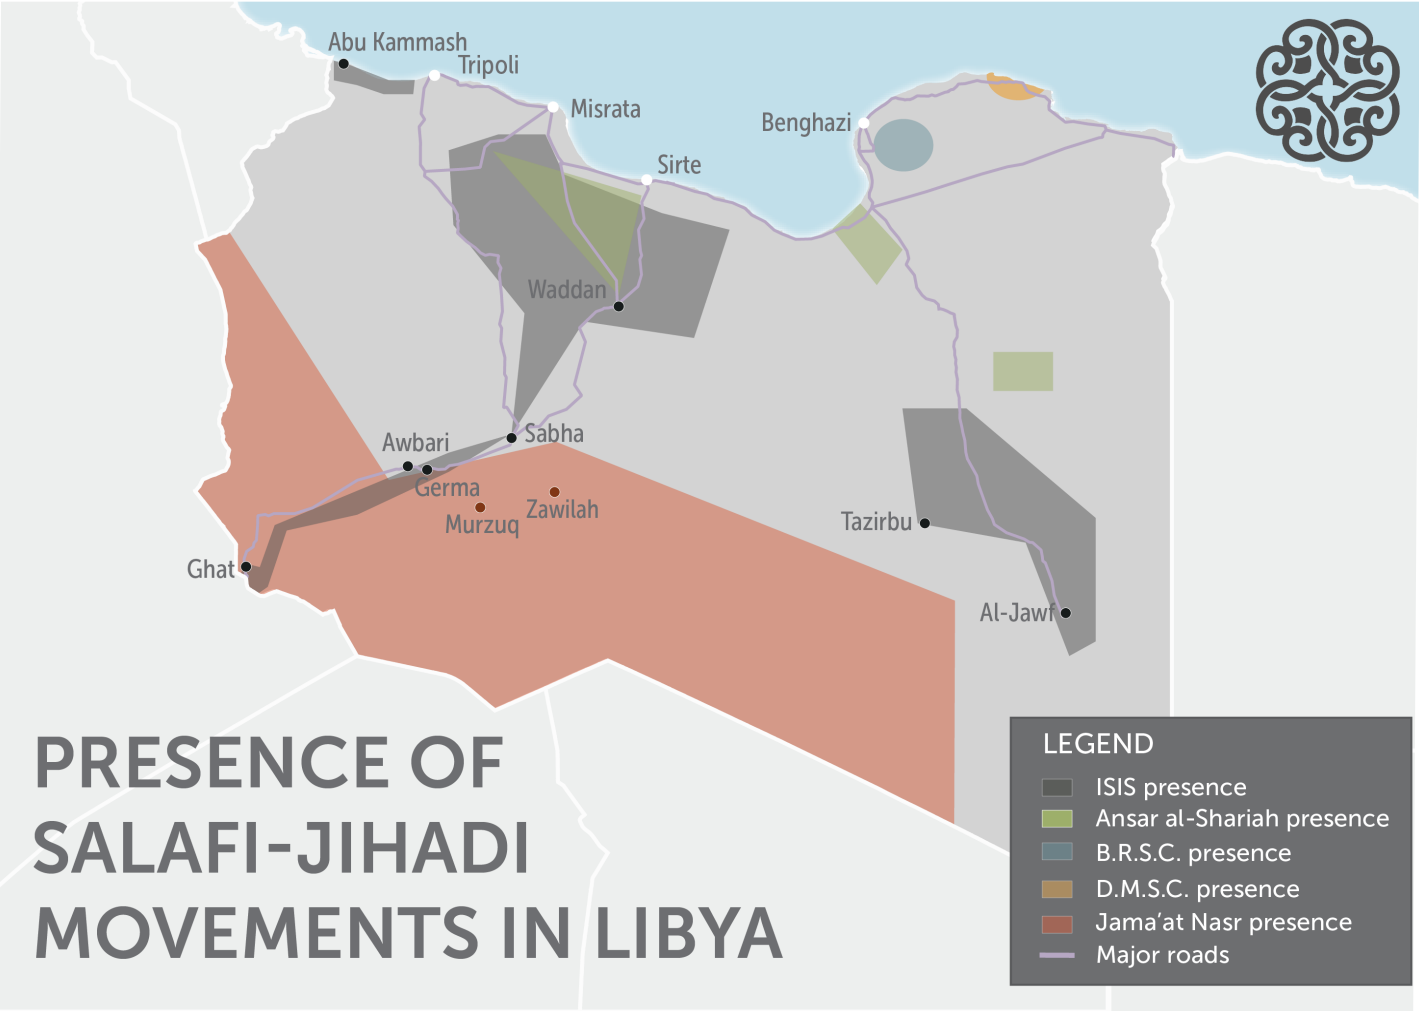 Abu Kammash
Tripoli
Misrata
Benghazi
Sirte
Waddan
Awbari
Sabha
Germa
Murzuq
Zawilah
Tazirbu
Ghat
Al-Jawf
PRESENCE OF
SALAFI-JIHADI
MOVEMENTS IN LIBYA
LEGEND
ISIS presence
Ansar al-Shariah presence
B.R.S.C. presence
D.M.S.C. presence
Jama’at Nasr presence
Major roads